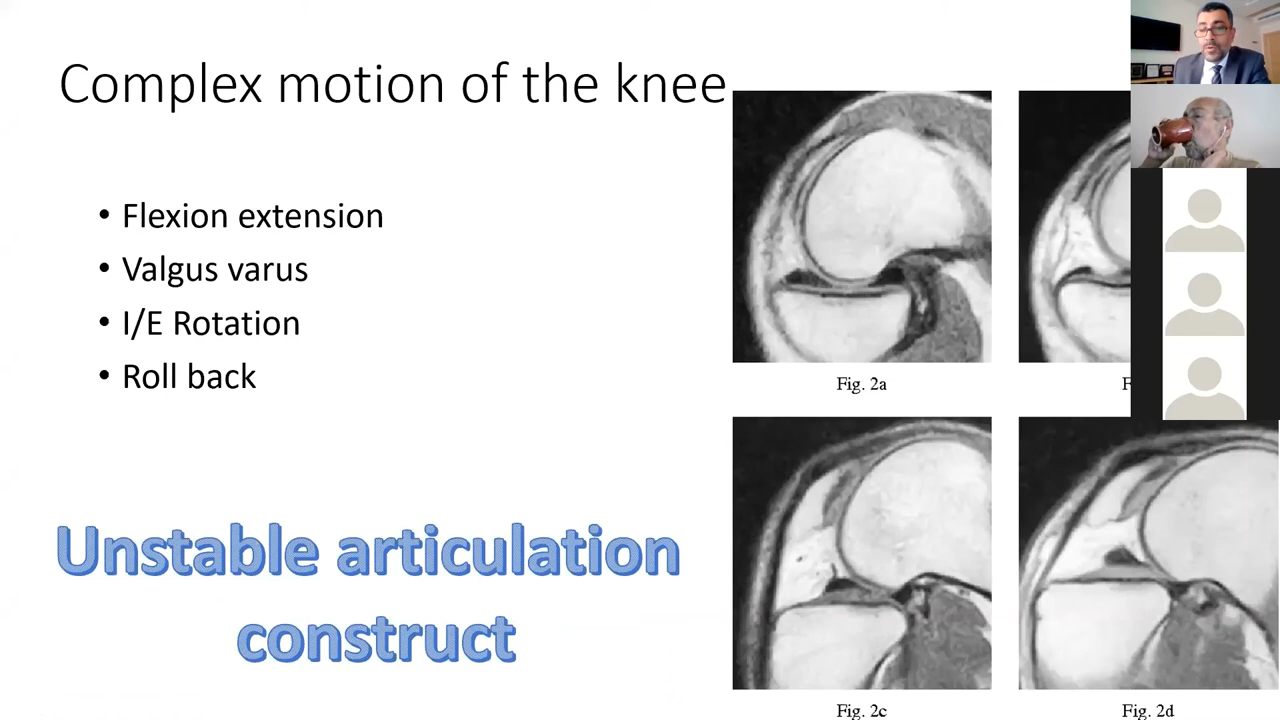 Complex motion of the knee
• Flexion extension
• Valgus varus
• I/E Rotation
• Roll back
Unstable articulation
construct
Fig. 2a
Fig. 2c
Fig. 2d